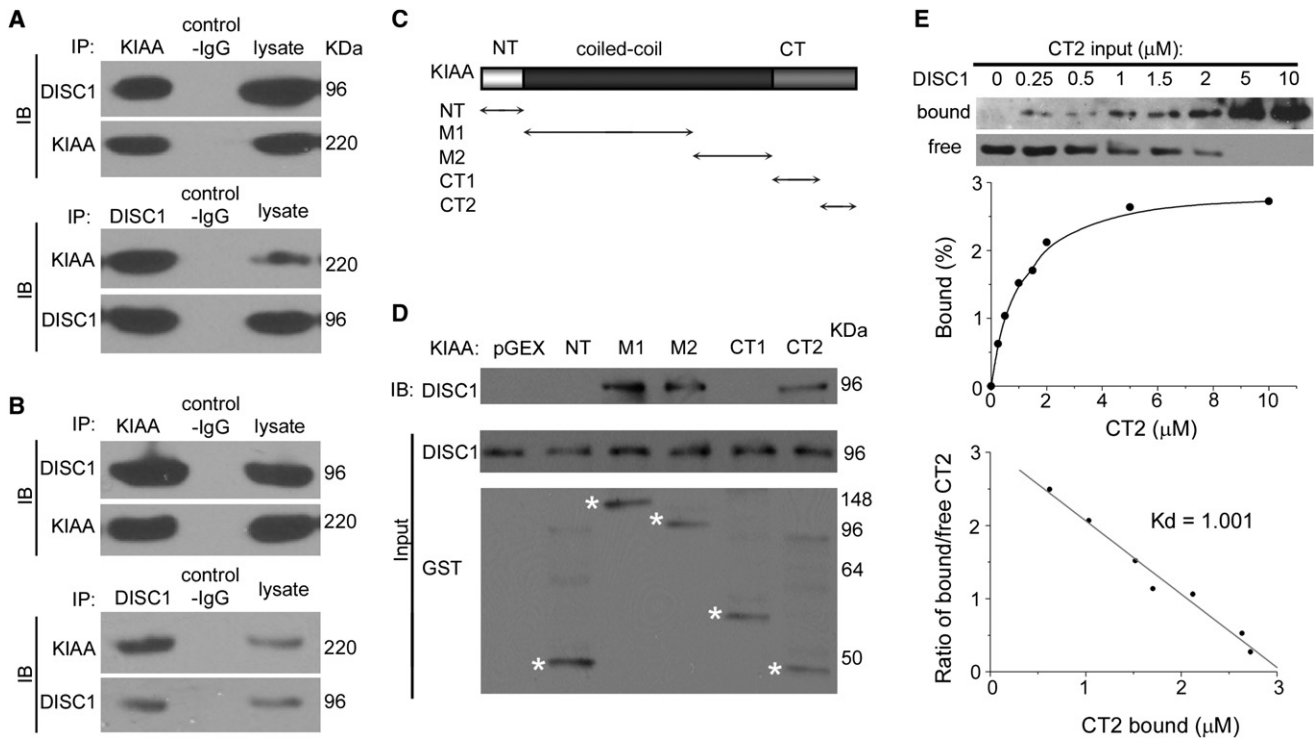 A
IP: KIAA control -IgG lysate KDa
IB
DISC1 96
KIAA 220
IP: DISC1 control -IgG lysate
IB
KIAA 220
DISC1 96
B
IP: KIAA control -IgG lysate
IB
DISC1 96
KIAA 220
IP: DISC1 control -IgG lysate
IB
KIAA 220
DISC1 96
C
NT coiled-coil CT
KIAA
NT
M1
M2
CT1
CT2
D
KDa
KIAA: pGEX NT M1 M2 CT1 CT2
IB: DISC1 96
Input
DISC1 96
GST
148
96
64
50
* * * * *
E
CT2 input (μM):
DISC1 0 0.25 0.5 1 1.5 2 5 10
bound
free
Bound (%)
3
2
1
0
0 2 4 6 8 10
CT2 (μM)
Ratio of bound/free CT2
3
2
1
0
Kd = 1.001
0 1 2 3
CT2 bound (μM)